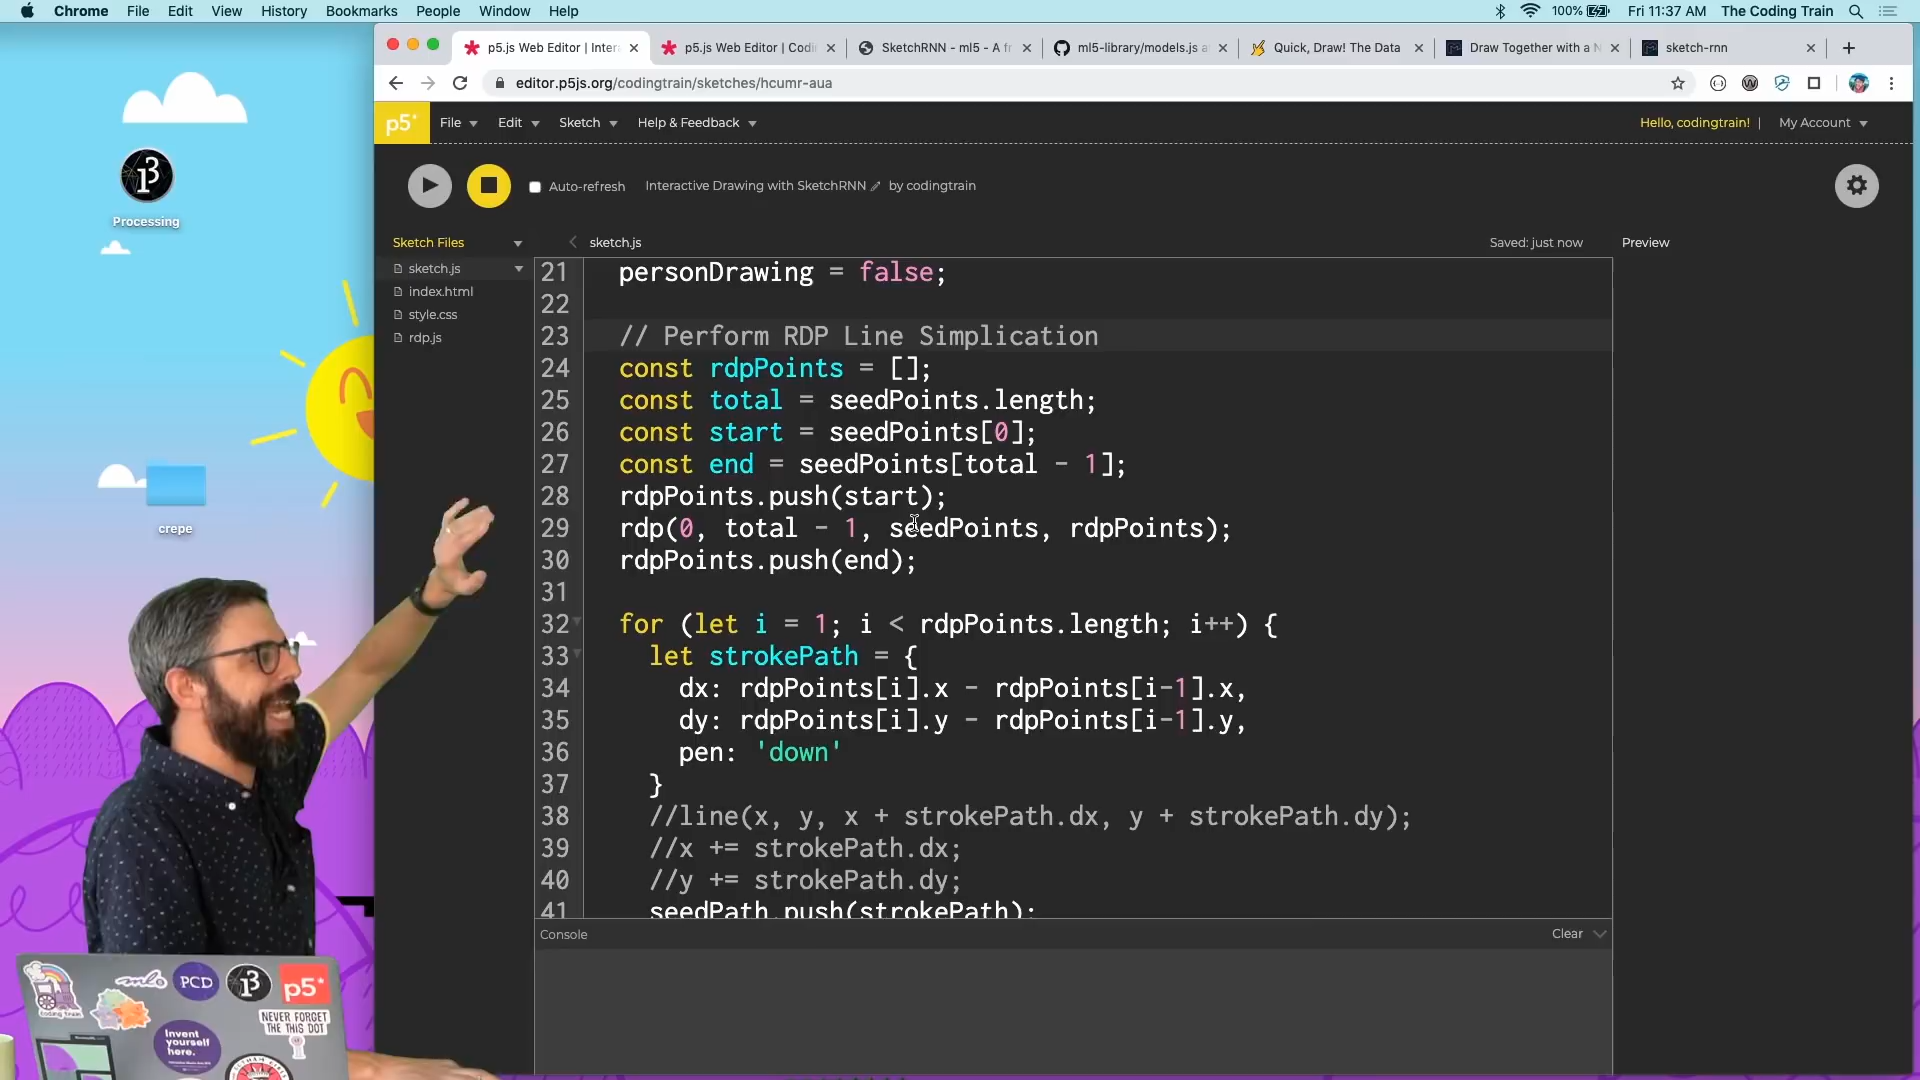 Chrome File Edit View History Bookmarks People Window Help
100% Fri 11:37 AM The Coding Train
p5.js Web Editor | Inter
p5.js Web Editor | Codin
SketchRNN - ml5 - A fr
ml5-library/models.js a
Quick, Draw! The Data
Draw Together with a N
sketch-rnn
editor.p5js.org/codingtrain/sketches/hcumr-aua
p5* File Edit Sketch Help & Feedback
Hello, codingtrain! | My Account
Auto-refresh Interactive Drawing with SketchRNN by codingtrain
Sketch Files
sketch.js
index.html
style.css
rdp.js
sketch.js Saved: just now Preview
21 personDrawing = false;
22
23 // Perform RDP Line Simplication
24 const rdpPoints = [];
25 const total = seedPoints.length;
26 const start = seedPoints[0];
27 const end = seedPoints[total - 1];
28 rdpPoints.push(start);
29 rdp(0, total - 1, seedPoints, rdpPoints);
30 rdpPoints.push(end);
31
32 for (let i = 1; i < rdpPoints.length; i++) {
33 let strokePath = {
34 dx: rdpPoints[i].x - rdpPoints[i-1].x,
35 dy: rdpPoints[i].y - rdpPoints[i-1].y,
36 pen: 'down'
37 }
38 //line(x, y, x + strokePath.dx, y + strokePath.dy);
39 //x += strokePath.dx;
40 //y += strokePath.dy;
41 seedPath.push(strokePath);
Console Clear
Processing
crepe
coding train
PCD
p5*
NEVER FORGET
THE THIS DOT
Invent
yourself
here.